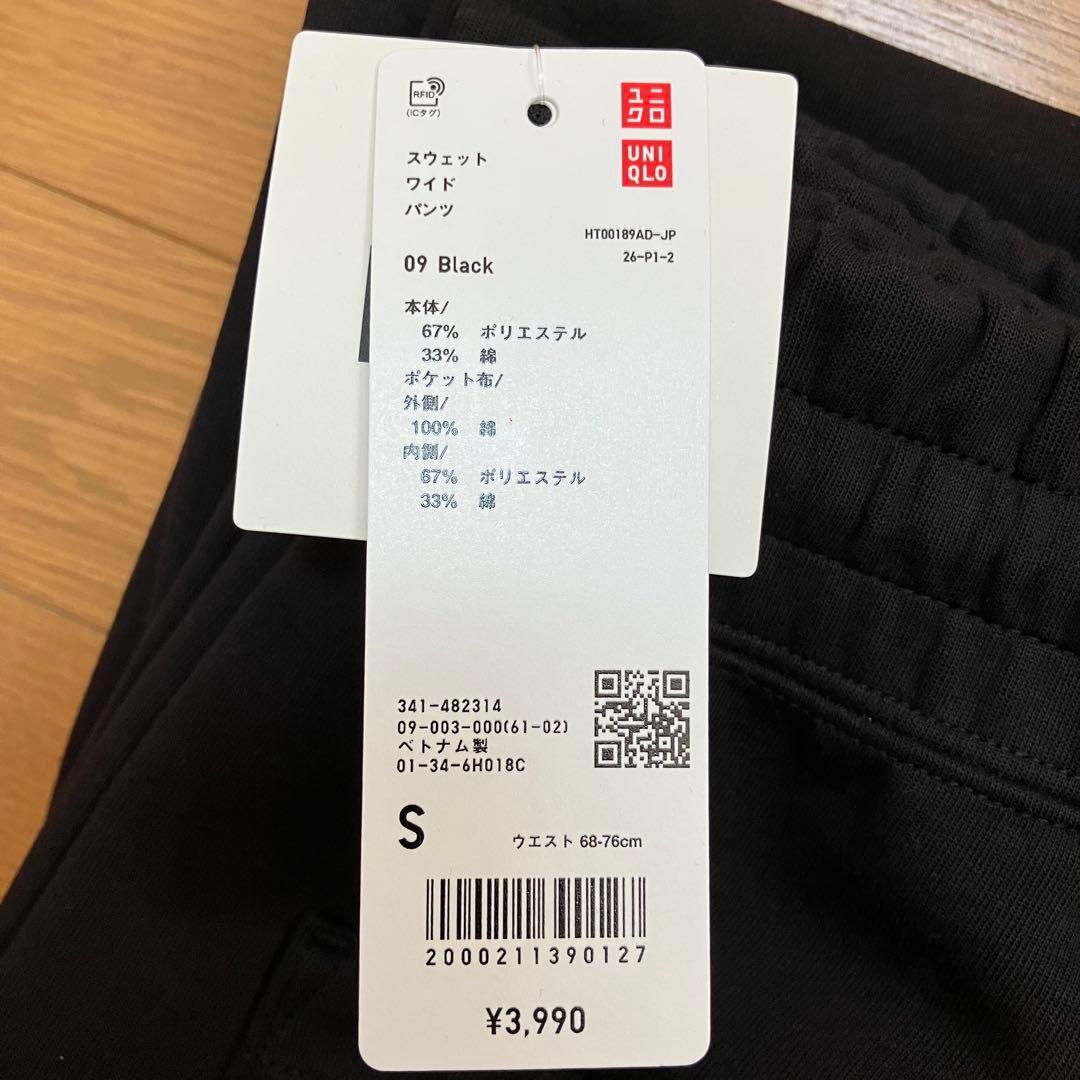 RFID
(ICタグ)
ユニ
クロ
UNI
QLO
スウェット
ワイド
パンツ
HT00189AD-JP
26-P1-2
09 Black
本体/
67% ポリエステル
33% 綿
ポケット布/
外側/
100% 綿
内側/
67% ポリエステル
33% 綿
341-482314
09-003-000(61-02)
ベトナム製
01-34-6H018C
S
ウエスト 68-76cm
2000211390127
¥3,990